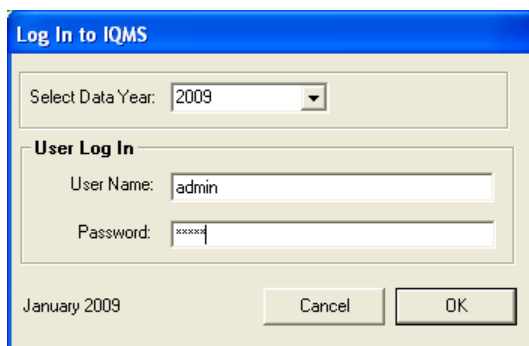 Log In to IQMS
Select Data Year: 2009
User Log In
User Name: admin
Password: *****
January 2009 Cancel OK